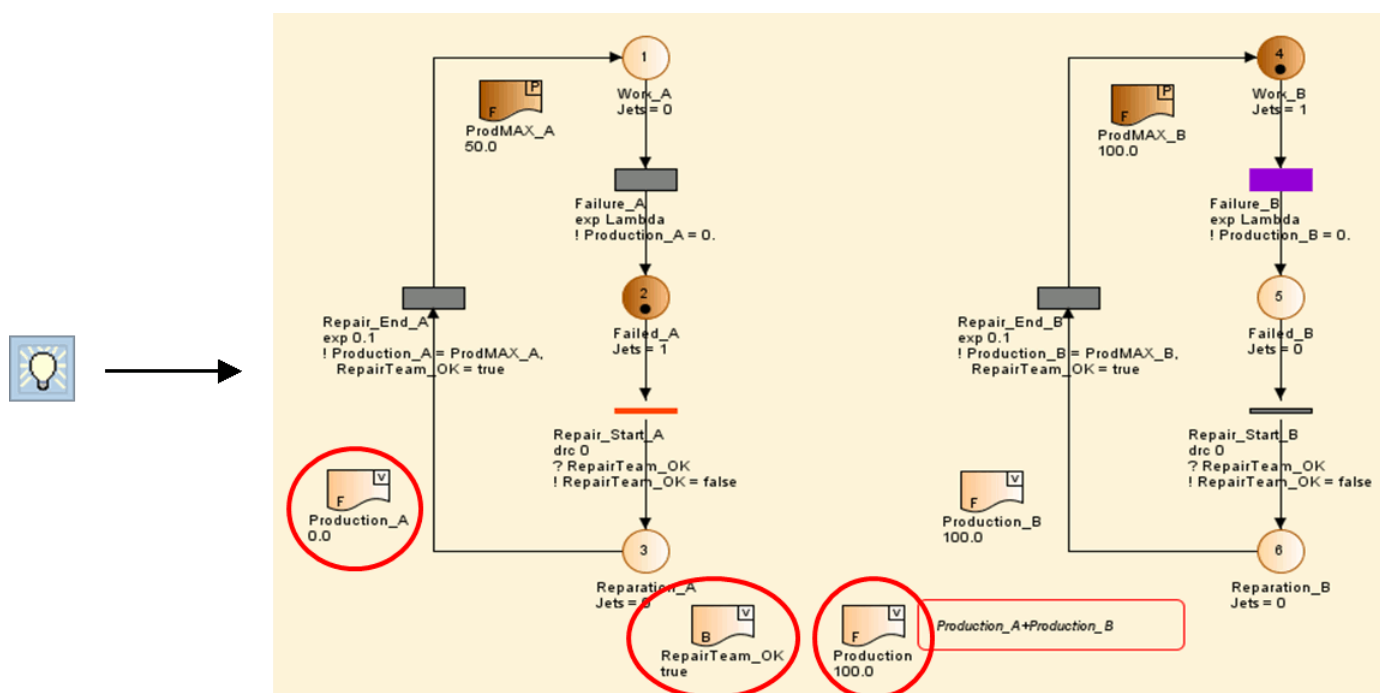 1
Work_A
Jets = 0
P
F
ProdMAX_A
50.0
Failure_A
exp Lambda
! Production_A = 0.
2
Failed_A
Jets = 1
Repair_End_A
exp 0.1
! Production_A = ProdMAX_A,
RepairTeam_OK = true
Repair_Start_A
drc 0
? RepairTeam_OK
! RepairTeam_OK = false
V
F
Production_A
0.0
3
Reparation_A
Jets = 0
V
B
RepairTeam_OK
true
V
F
Production
100.0
Production_A+Production_B
4
Work_B
Jets = 1
P
F
ProdMAX_B
100.0
Failure_B
exp Lambda
! Production_B = 0.
5
Failed_B
Jets = 0
Repair_End_B
exp 0.1
! Production_B = ProdMAX_B,
RepairTeam_OK = true
Repair_Start_B
drc 0
? RepairTeam_OK
! RepairTeam_OK = false
V
F
Production_B
100.0
6
Reparation_B
Jets = 0